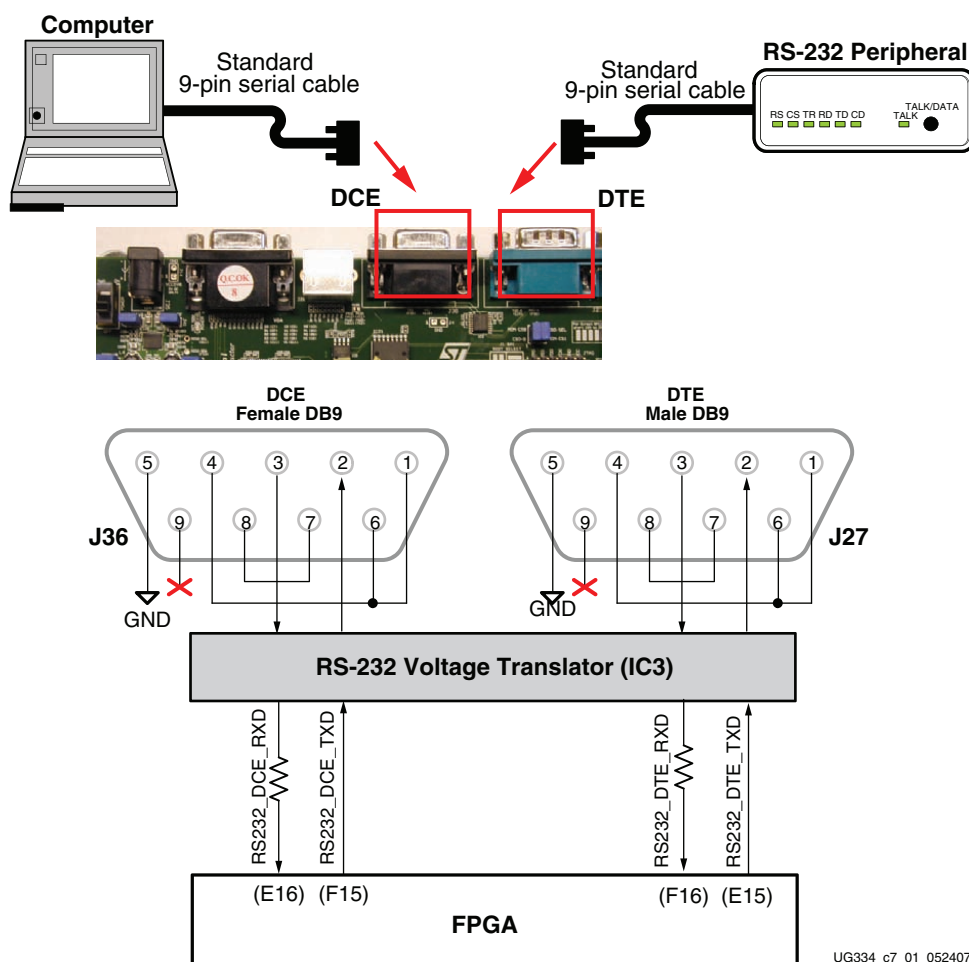 Computer
Standard
9-pin serial cable
Standard
9-pin serial cable
RS-232 Peripheral
RS CS TR RD TD CD
TALK
TALK/DATA
DCE
DTE
Q.C.OK
8
DCE
Female DB9
DTE
Male DB9
5 4 3 2 1
5 4 3 2 1
9 8 7 6
9 8 7 6
J36
J27
GND
GND
RS-232 Voltage Translator (IC3)
RS232_DCE_RXD
RS232_DCE_TXD
RS232_DTE_RXD
RS232_DTE_TXD
(E16) (F15)
(F16) (E15)
FPGA
UG334_c7_01_052407